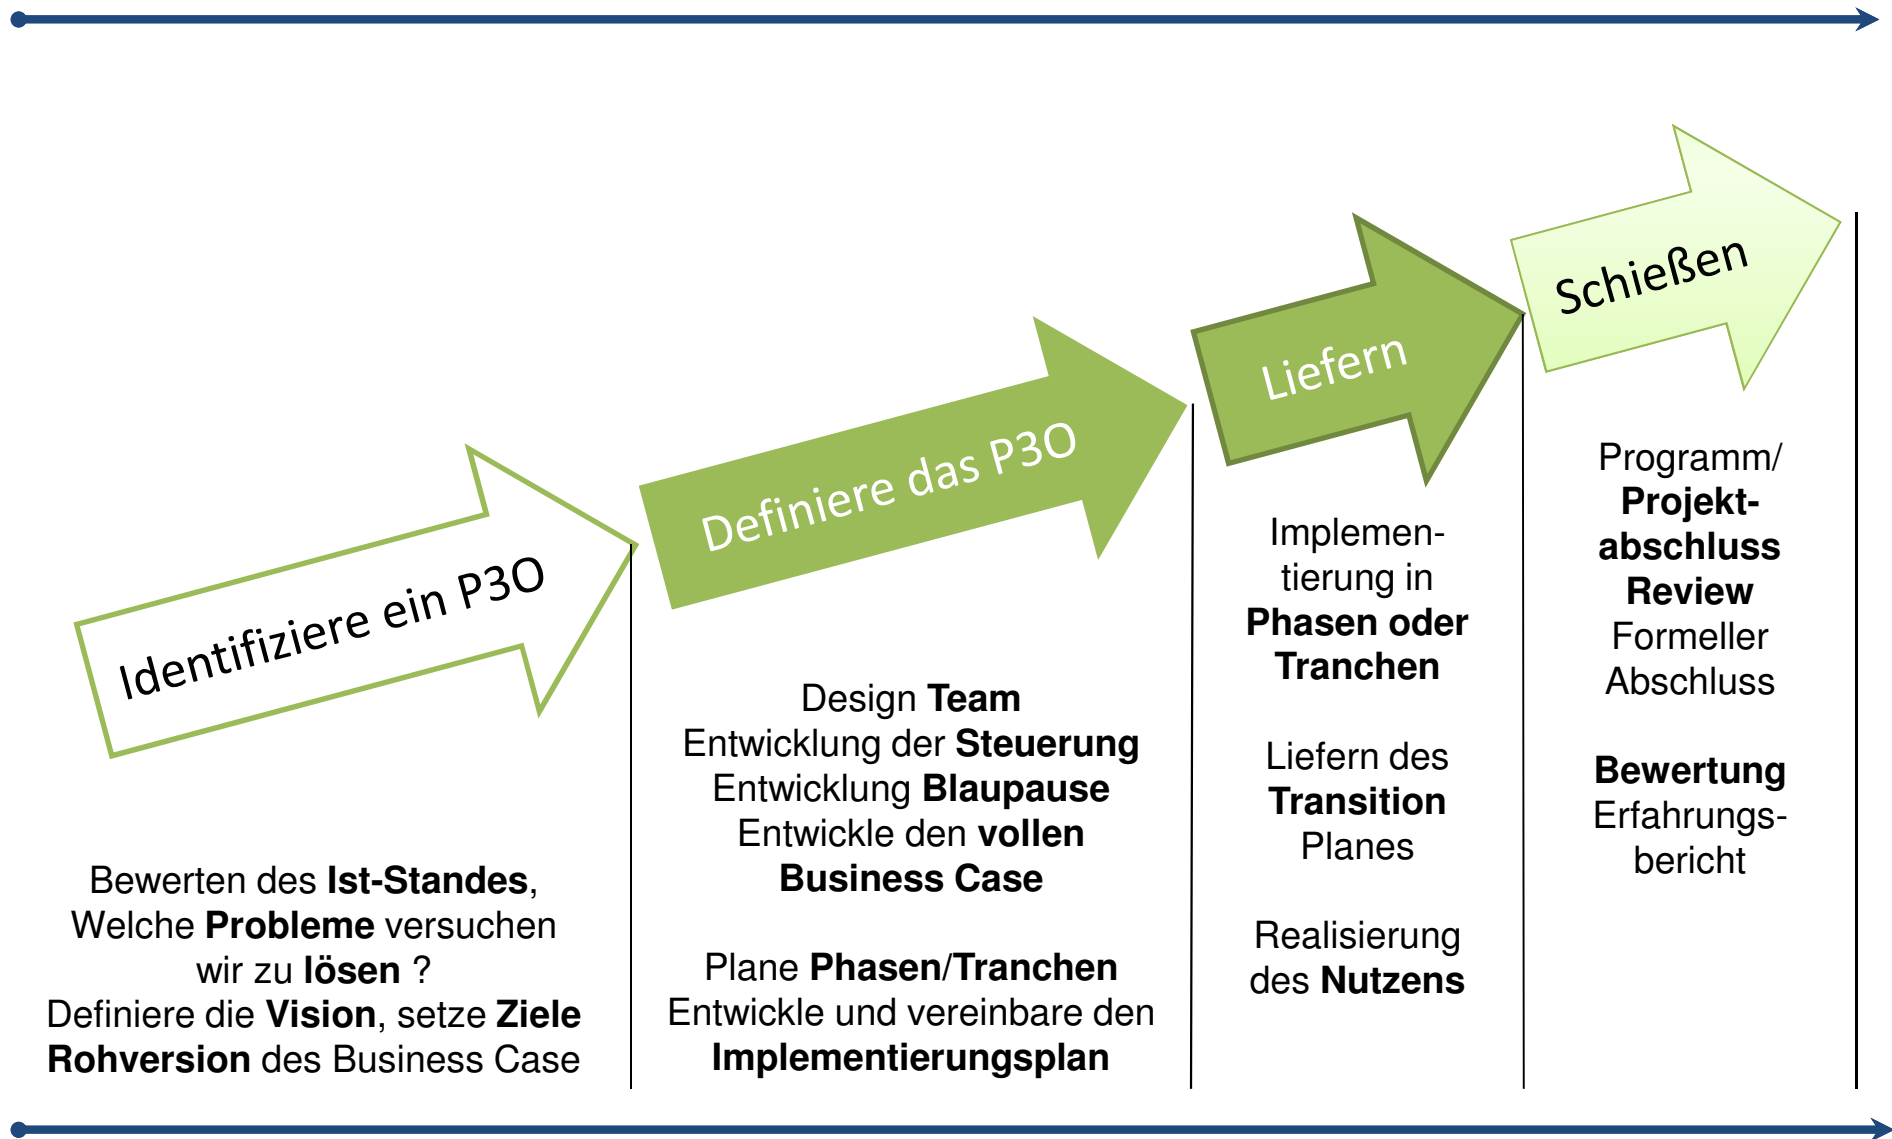 Identifiziere ein P3O
Bewerten des Ist-Standes,
Welche Probleme versuchen
wir zu lösen ?
Definiere die Vision, setze Ziele
Rohversion des Business Case
Definiere das P3O
Design Team
Entwicklung der Steuerung
Entwicklung Blaupause
Entwickle den vollen
Business Case
Plane Phasen/Tranchen
Entwickle und vereinbare den
Implementierungsplan
Liefern
Implemen-
tierung in
Phasen oder
Tranchen
Liefern des
Transition
Planes
Realisierung
des Nutzens
Schießen
Programm/
Projekt-
abschluss
Review
Formeller
Abschluss
Bewertung
Erfahrungs-
bericht